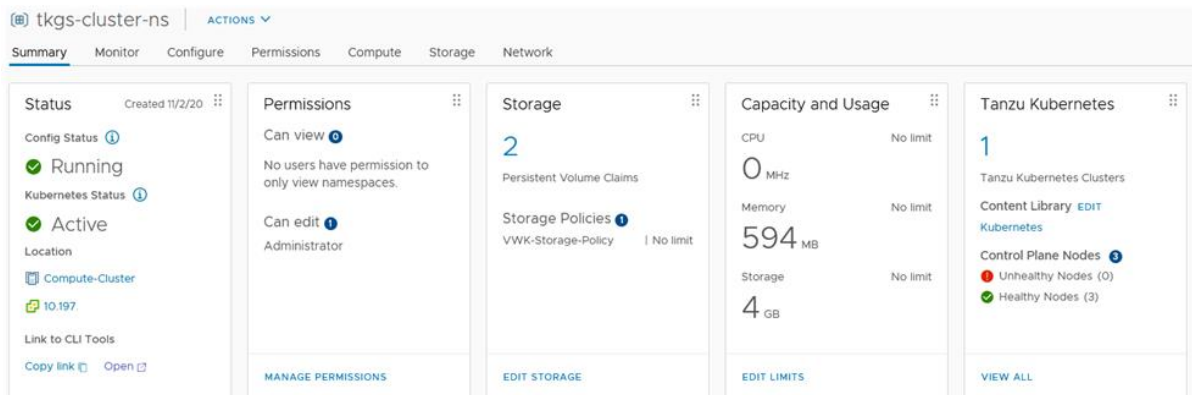 tkgs-cluster-ns ACTIONS
Summary Monitor Configure Permissions Compute Storage Network
Status Created 11/2/20
Config Status
Running
Kubernetes Status
Active
Location
Compute-Cluster
10.197.
Link to CLI Tools
Copy link Open
Permissions
Can view 0
No users have permission to
only view namespaces.
Can edit 1
Administrator
MANAGE PERMISSIONS
Storage
2
Persistent Volume Claims
Storage Policies 1
VWK-Storage-Policy | No limit
EDIT STORAGE
Capacity and Usage
CPU No limit
0 MHz
Memory No limit
594 MB
Storage No limit
4 GB
EDIT LIMITS
Tanzu Kubernetes
1
Tanzu Kubernetes Clusters
Content Library EDIT
Kubernetes
Control Plane Nodes 3
Unhealthy Nodes (0)
Healthy Nodes (3)
VIEW ALL